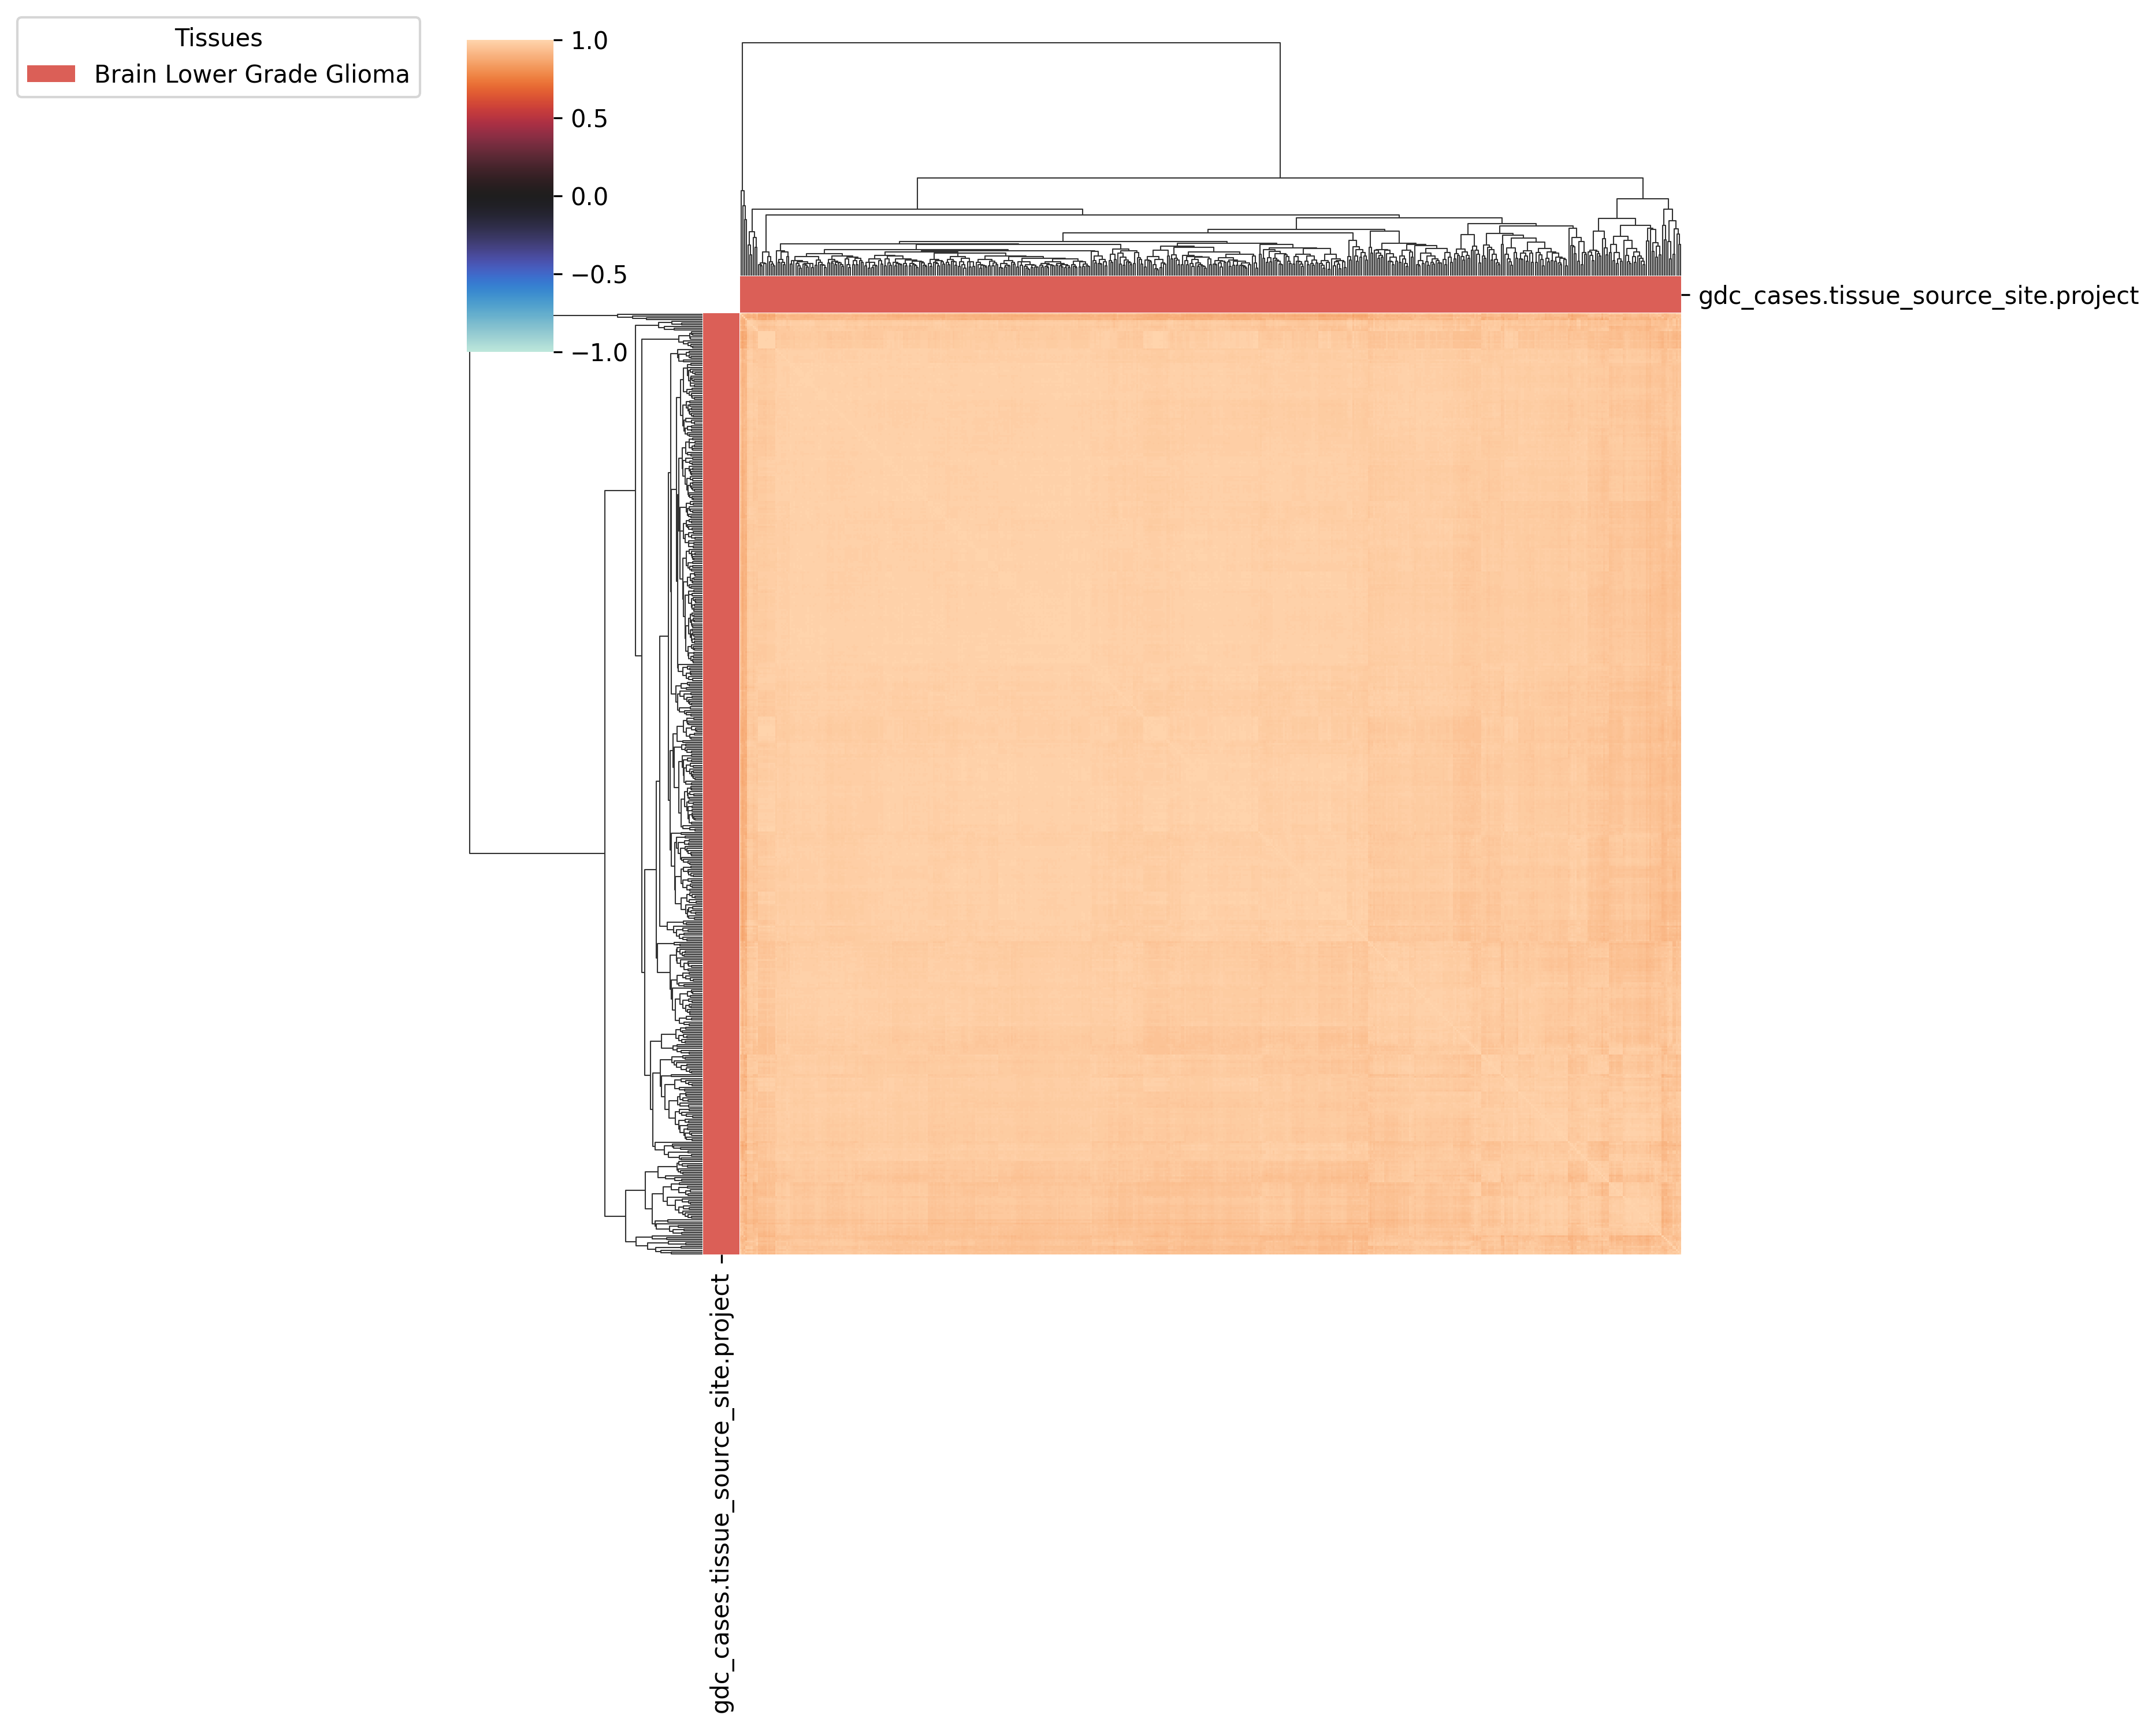 Tissues
Brain Lower Grade Glioma
1.0
0.5
0.0
−0.5
−1.0
gdc_cases.tissue_source_site.project
gdc_cases.tissue_source_site.project